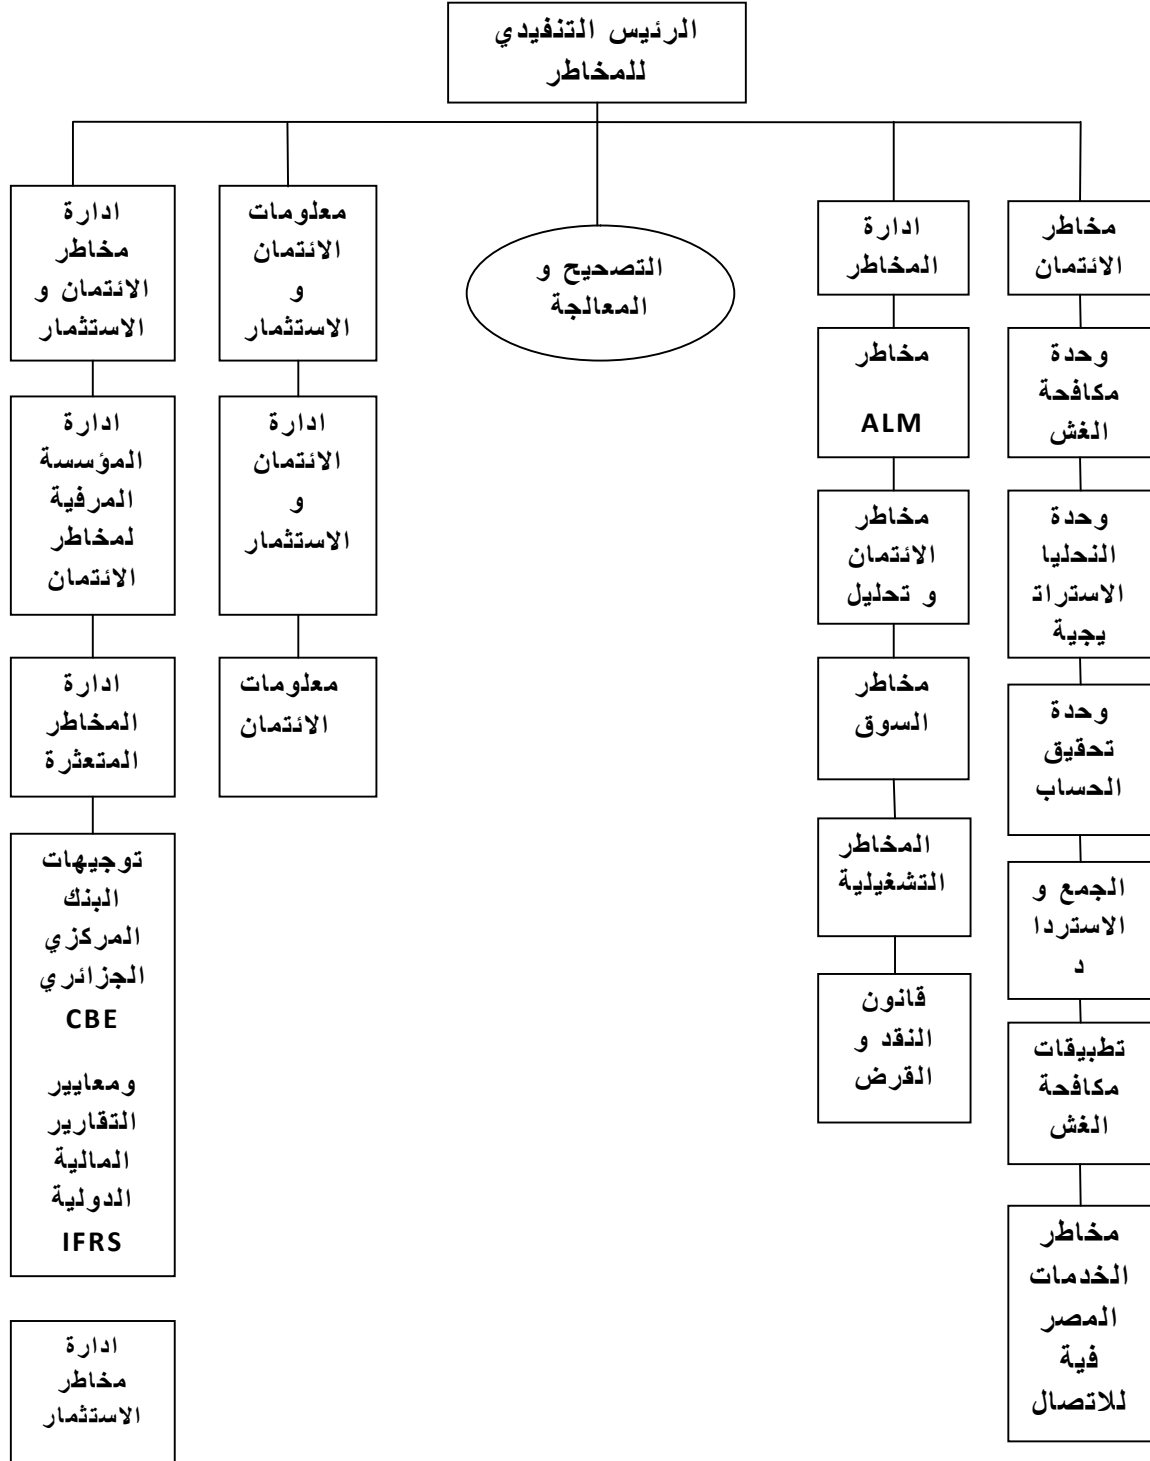 الرئيس التنفيدي
للمخاطر
مخاطر
الائتمان
وحدة
مكافحة
الغش
وحدة
النحليا
الاسترات
يجية
وحدة
تحقيق
الحساب
الجمع و
الاستردا
د
تطبيقات
مكافحة
الغش
مخاطر
الخدمات
المصر
فية
للاتصال
ادارة
المخاطر
مخاطر
ALM
مخاطر
الائتمان
و تحليل
مخاطر
السوق
المخاطر
التشغيلية
قانون
النقد و
القرض
التصحيح و
المعالجة
معلومات
الائتمان
و
الاستثمار
ادارة
الائتمان
و
الاستثمار
معلومات
الائتمان
ادارة
مخاطر
الائتمان و
الاستثمار
ادارة
المؤسسة
المرفية
لمخاطر
الائتمان
ادارة
المخاطر
المتعثرة
توجيهات
البنك
المركزي
الجزائري
CBE
ومعايير
التقارير
المالية
الدولية
IFRS
ادارة
مخاطر
الاستثمار